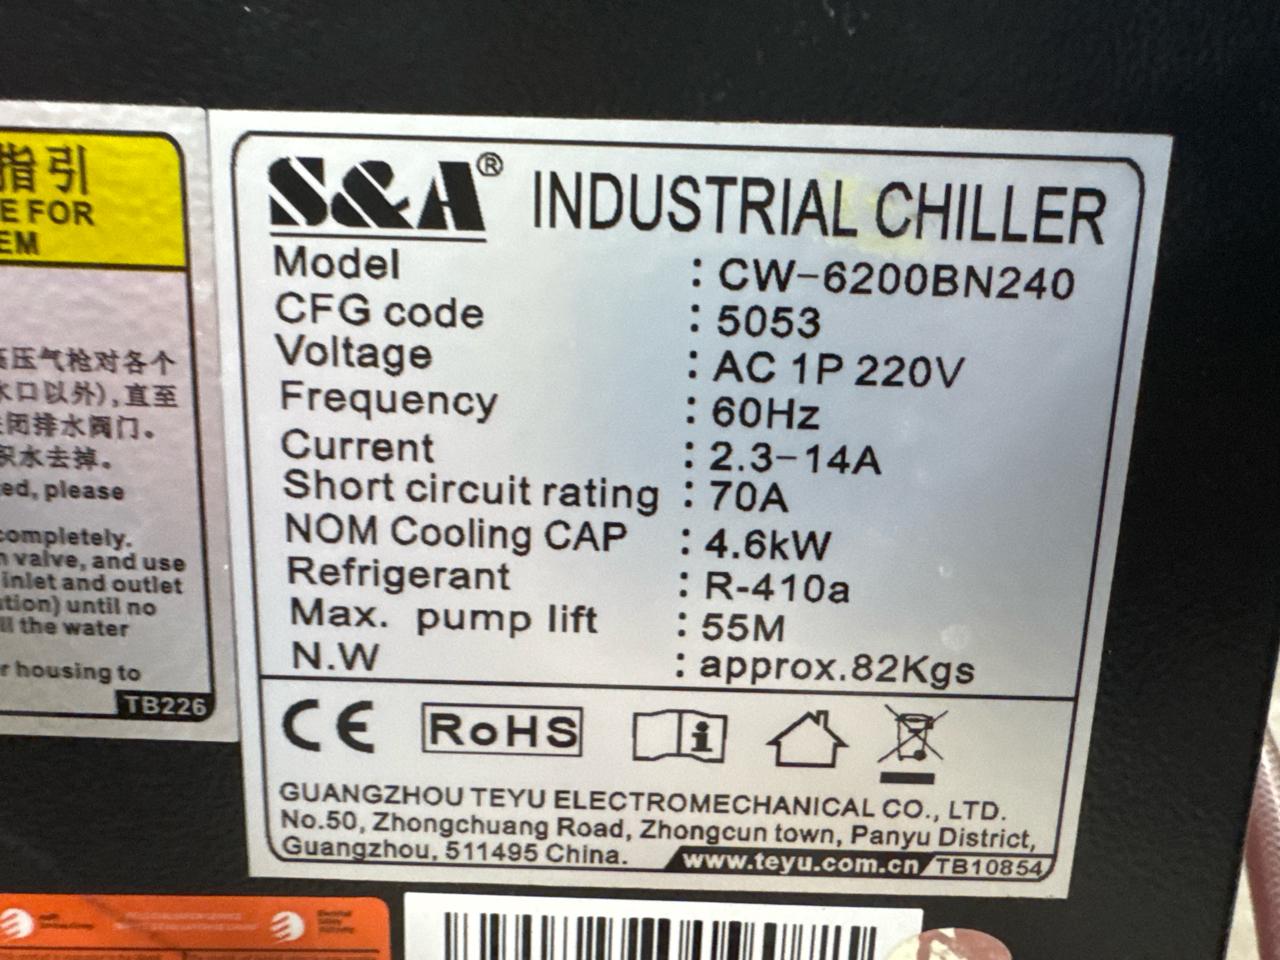 指引
E FOR
EM
高压气枪对各个
水口以外),直至
闭排水阀门。
积水去掉。
ed, please
completely.
n valve, and use
inlet and outlet
ation) until no
ll the water
r housing to
TB226
S&A® INDUSTRIAL CHILLER
Model : CW-6200BN240
CFG code : 5053
Voltage : AC 1P 220V
Frequency : 60Hz
Current : 2.3-14A
Short circuit rating : 70A
NOM Cooling CAP : 4.6kW
Refrigerant : R-410a
Max. pump lift : 55M
N.W : approx.82Kgs
CE RoHS i
GUANGZHOU TEYU ELECTROMECHANICAL CO., LTD.
No.50, Zhongchuang Road, Zhongcun town, Panyu District,
Guangzhou, 511495 China. www.teyu.com.cn TB10854